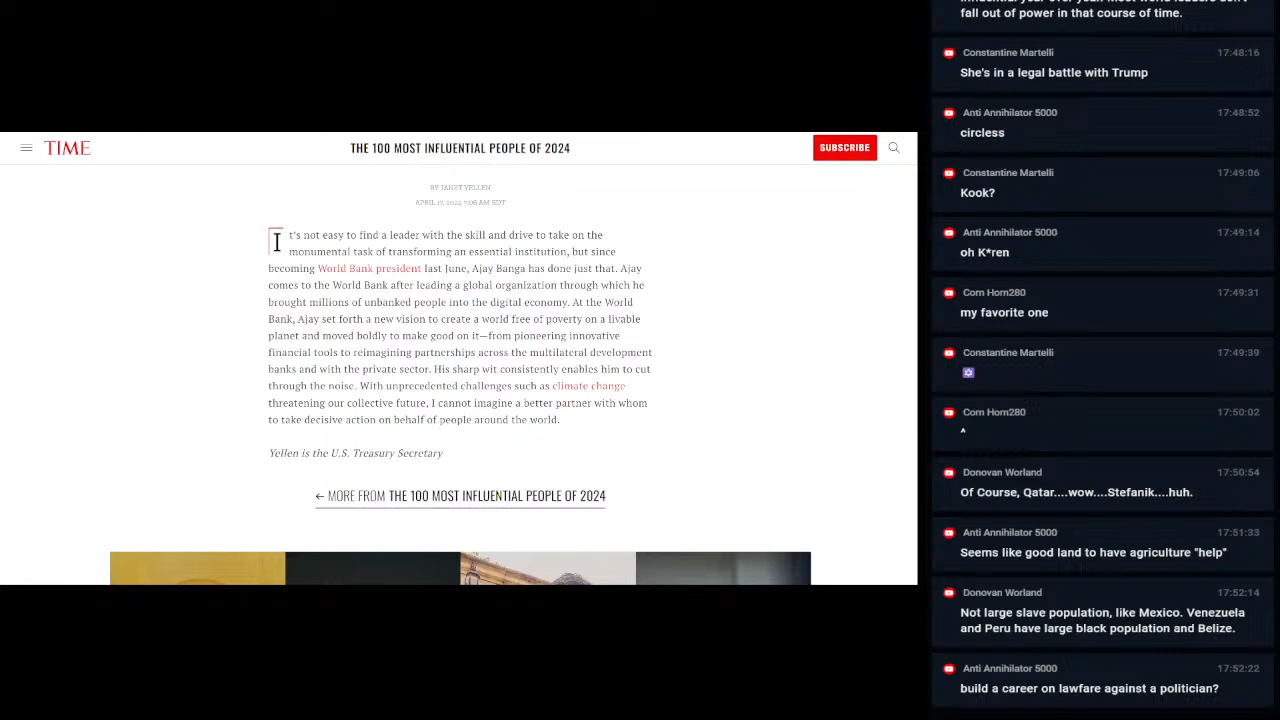 TIME
THE 100 MOST INFLUENTIAL PEOPLE OF 2024
SUBSCRIBE
BY JANET YELLEN
APRIL 17, 2024 7:06 AM EDT
It's not easy to find a leader with the skill and drive to take on the
monumental task of transforming an essential institution, but since
becoming World Bank president last June, Ajay Banga has done just that. Ajay
comes to the World Bank after leading a global organization through which he
brought millions of unbanked people into the digital economy. At the World
Bank, Ajay set forth a new vision to create a world free of poverty on a livable
planet and moved boldly to make good on it—from pioneering innovative
financial tools to reimagining partnerships across the multilateral development
banks and with the private sector. His sharp wit consistently enables him to cut
through the noise. With unprecedented challenges such as climate change
threatening our collective future, I cannot imagine a better partner with whom
to take decisive action on behalf of people around the world.
Yellen is the U.S. Treasury Secretary
← MORE FROM THE 100 MOST INFLUENTIAL PEOPLE OF 2024
fall out of power in that course of time.
Constantine Martelli 17:48:16
She's in a legal battle with Trump
Anti Annihilator 5000 17:48:52
circless
Constantine Martelli 17:49:06
Kook?
Anti Annihilator 5000 17:49:14
oh K*ren
Corn Horn280 17:49:31
my favorite one
Constantine Martelli 17:49:39
🔯
Corn Horn280 17:50:02
^
Donovan Worland 17:50:54
Of Course, Qatar....wow....Stefanik....huh.
Anti Annihilator 5000 17:51:33
Seems like good land to have agriculture "help"
Donovan Worland 17:52:14
Not large slave population, like Mexico. Venezuela
and Peru have large black population and Belize.
Anti Annihilator 5000 17:52:22
build a career on lawfare against a politician?